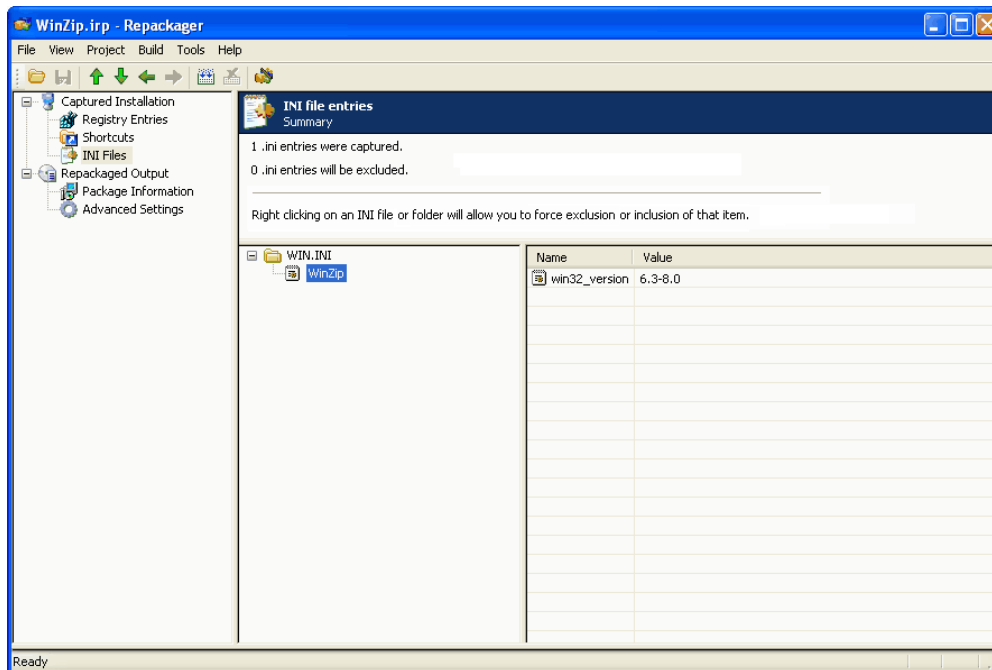 WinZip.irp - Repackager
File View Project Build Tools Help
Captured Installation
Registry Entries
Shortcuts
INI Files
Repackaged Output
Package Information
Advanced Settings
INI file entries
Summary
1 .ini entries were captured.
0 .ini entries will be excluded.
Right clicking on an INI file or folder will allow you to force exclusion or inclusion of that item.
WIN.INI
WinZip
Name Value
win32_version 6.3-8.0
Ready